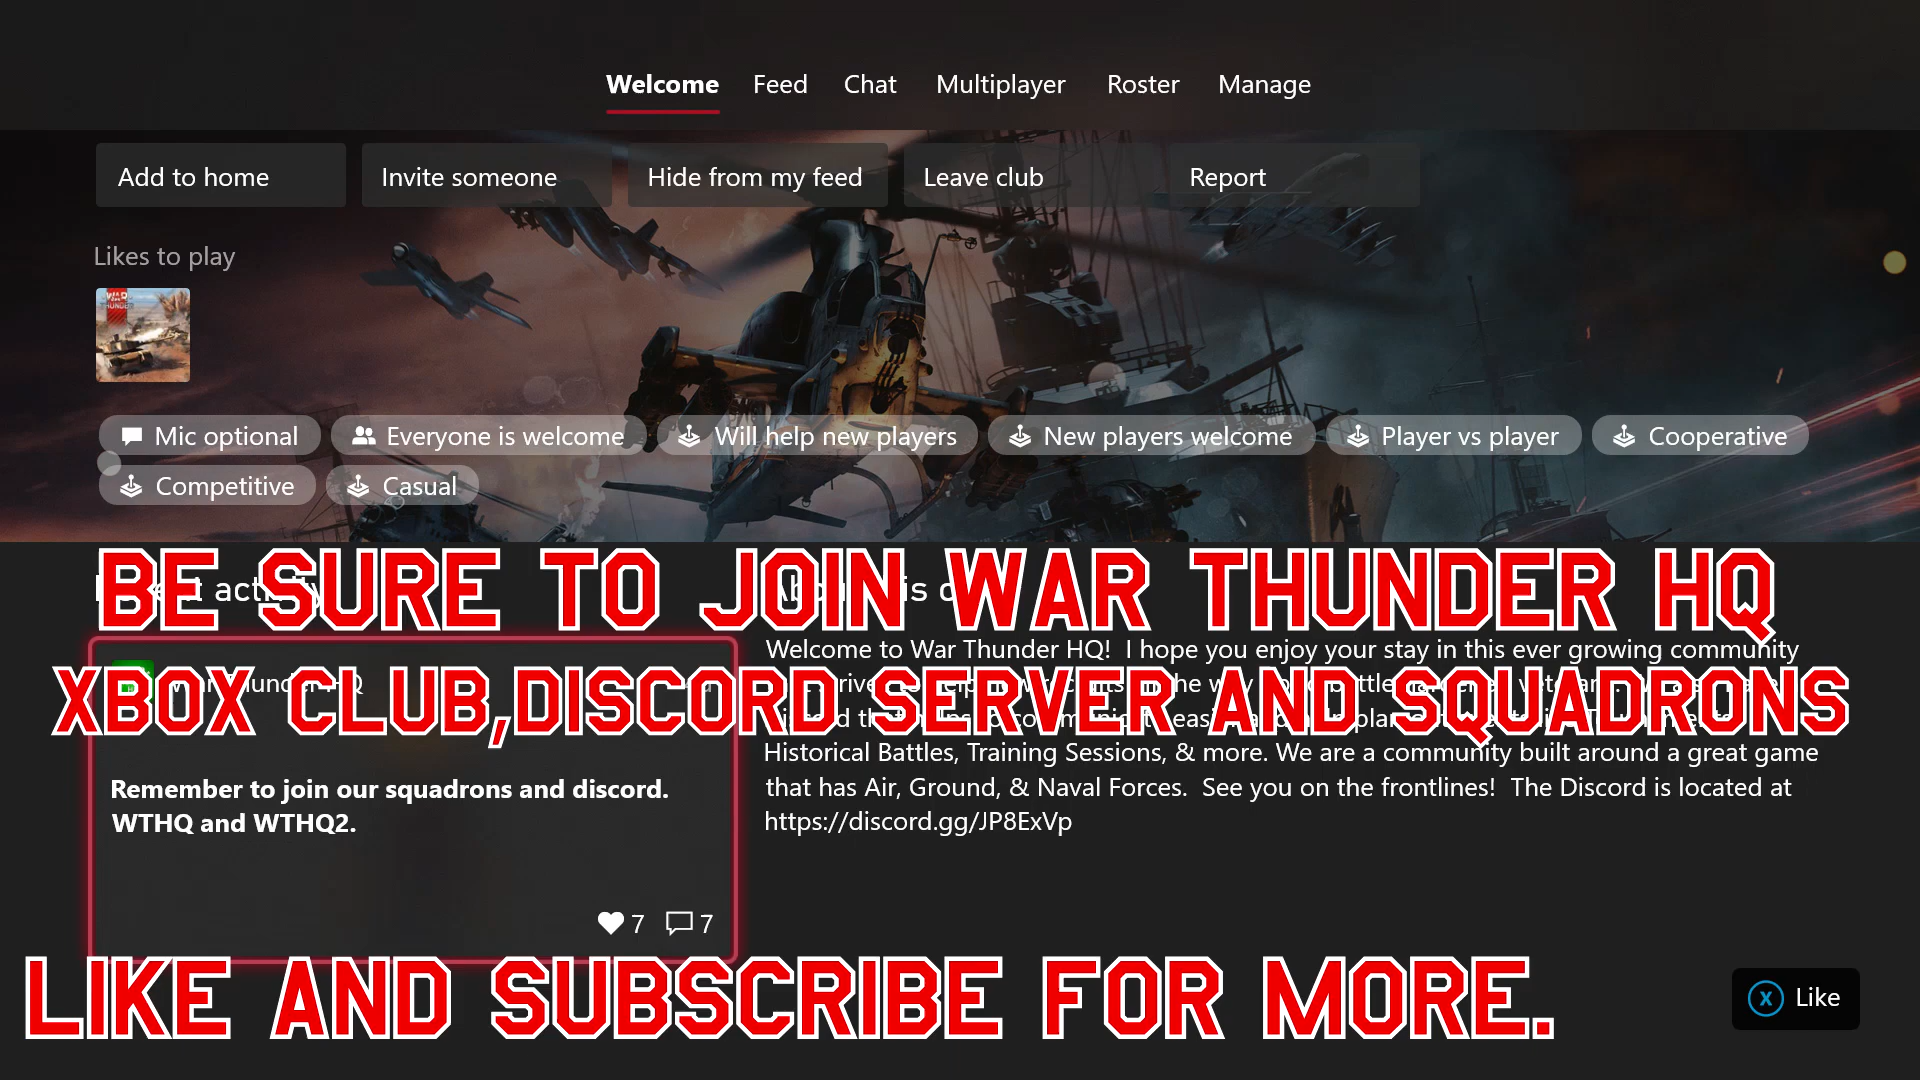 Welcome Feed Chat Multiplayer Roster Manage
Add to home Invite someone Hide from my feed Leave club Report
Likes to play
WAR THUNDER
Mic optional Everyone is welcome Will help new players New players welcome Player vs player Cooperative
Competitive Casual
BE SURE TO JOIN WAR THUNDER HQ
XBOX CLUB,DISCORD SERVER AND SQUADRONS
Remember to join our squadrons and discord.
WTHQ and WTHQ2.
7 7
Welcome to War Thunder HQ! I hope you enjoy your stay in this ever growing community
Historical Battles, Training Sessions, & more. We are a community built around a great game
that has Air, Ground, & Naval Forces. See you on the frontlines! The Discord is located at
https://discord.gg/JP8ExVp
LIKE AND SUBSCRIBE FOR MORE.
X Like